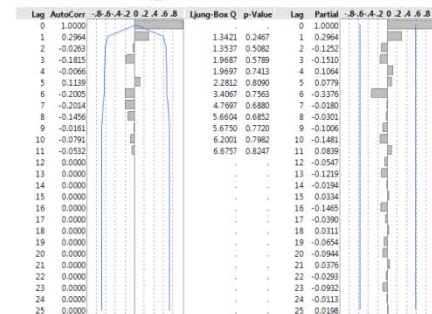 Lag AutoCorr -.8-.6-.4-.2 0 .2 .4 .6 .8 Ljung-Box Q p-Value Lag Partial -.8-.6-.4-.2 0 .2 .4 .6 .8
0 1.0000 . . 0 1.0000
1 0.2964 1.3421 0.2467 1 0.2964
2 -0.0263 1.3537 0.5082 2 -0.1252
3 -0.1815 1.9687 0.5789 3 -0.1510
4 -0.0066 1.9697 0.7413 4 0.1064
5 0.1139 2.2812 0.8090 5 0.0779
6 -0.2005 3.4067 0.7563 6 -0.3376
7 -0.2014 4.7697 0.6880 7 -0.0180
8 -0.1456 5.6604 0.6852 8 -0.0301
9 -0.0161 5.6750 0.7720 9 -0.1006
10 -0.0791 6.2001 0.7982 10 -0.1481
11 -0.0532 6.6757 0.8247 11 0.0839
12 0.0000 . . 12 -0.0547
13 0.0000 . . 13 -0.1219
14 0.0000 . . 14 -0.0194
15 0.0000 . . 15 0.0334
16 0.0000 . . 16 -0.1465
17 0.0000 . . 17 -0.0390
18 0.0000 . . 18 0.0311
19 0.0000 . . 19 -0.0654
20 0.0000 . . 20 -0.0944
21 0.0000 . . 21 0.0376
22 0.0000 . . 22 -0.0293
23 0.0000 . . 23 -0.0932
24 0.0000 . . 24 -0.0113
25 0.0000 . . 25 0.0198